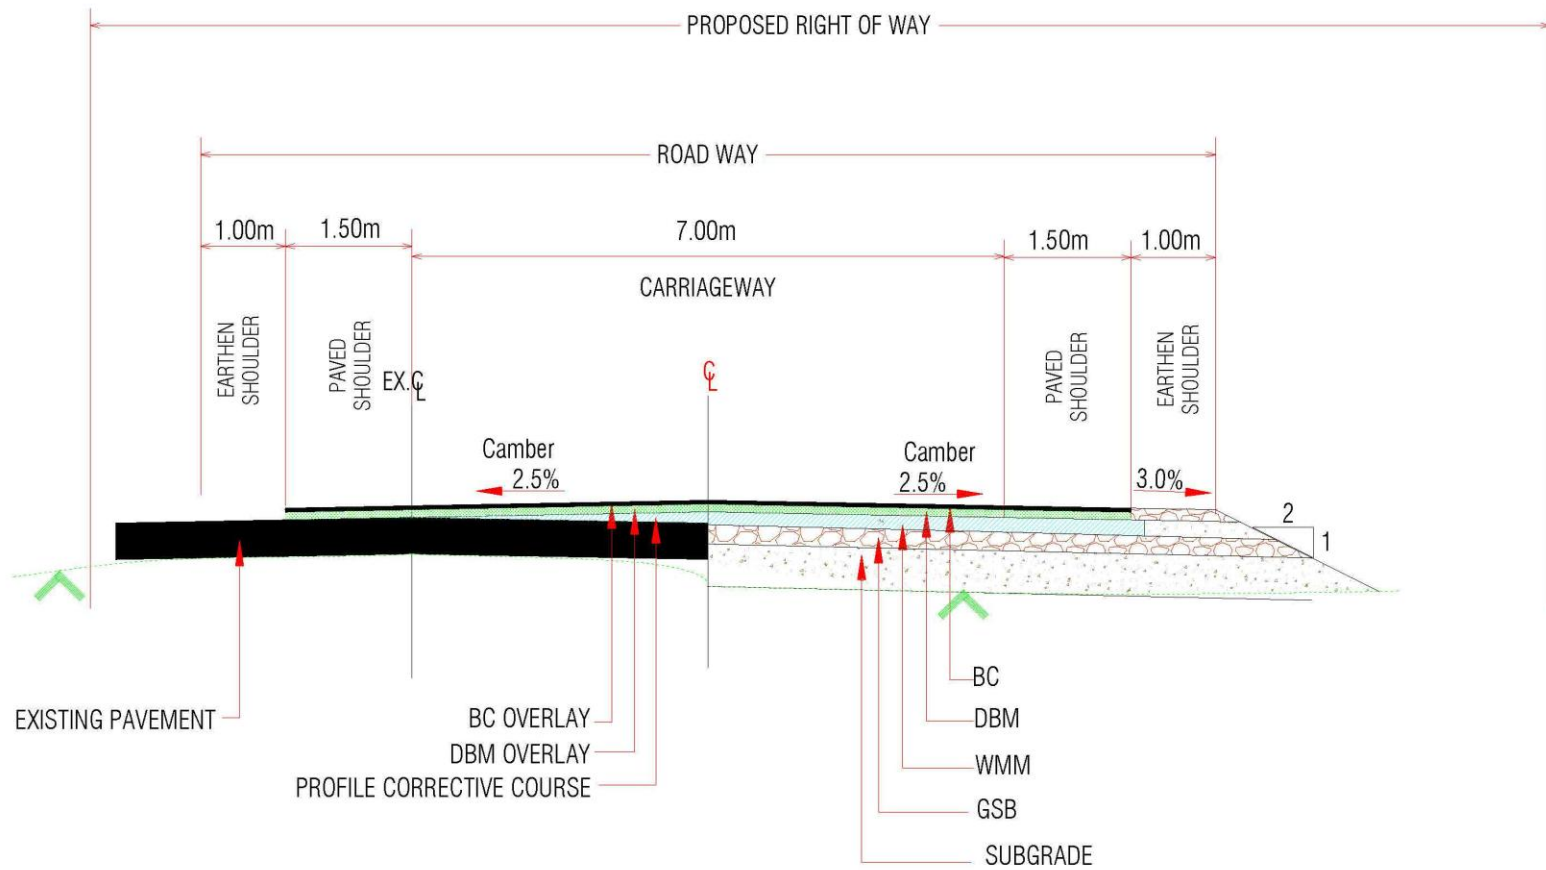 PROPOSED RIGHT OF WAY
ROAD WAY
1.00m
1.50m
7.00m
1.50m
1.00m
CARRIAGEWAY
EARTHEN
SHOULDER
PAVED
SHOULDER
EX.℄
℄
PAVED
SHOULDER
EARTHEN
SHOULDER
Camber
2.5%
Camber
2.5%
3.0%
2
1
EXISTING PAVEMENT
BC OVERLAY
DBM OVERLAY
PROFILE CORRECTIVE COURSE
BC
DBM
WMM
GSB
SUBGRADE